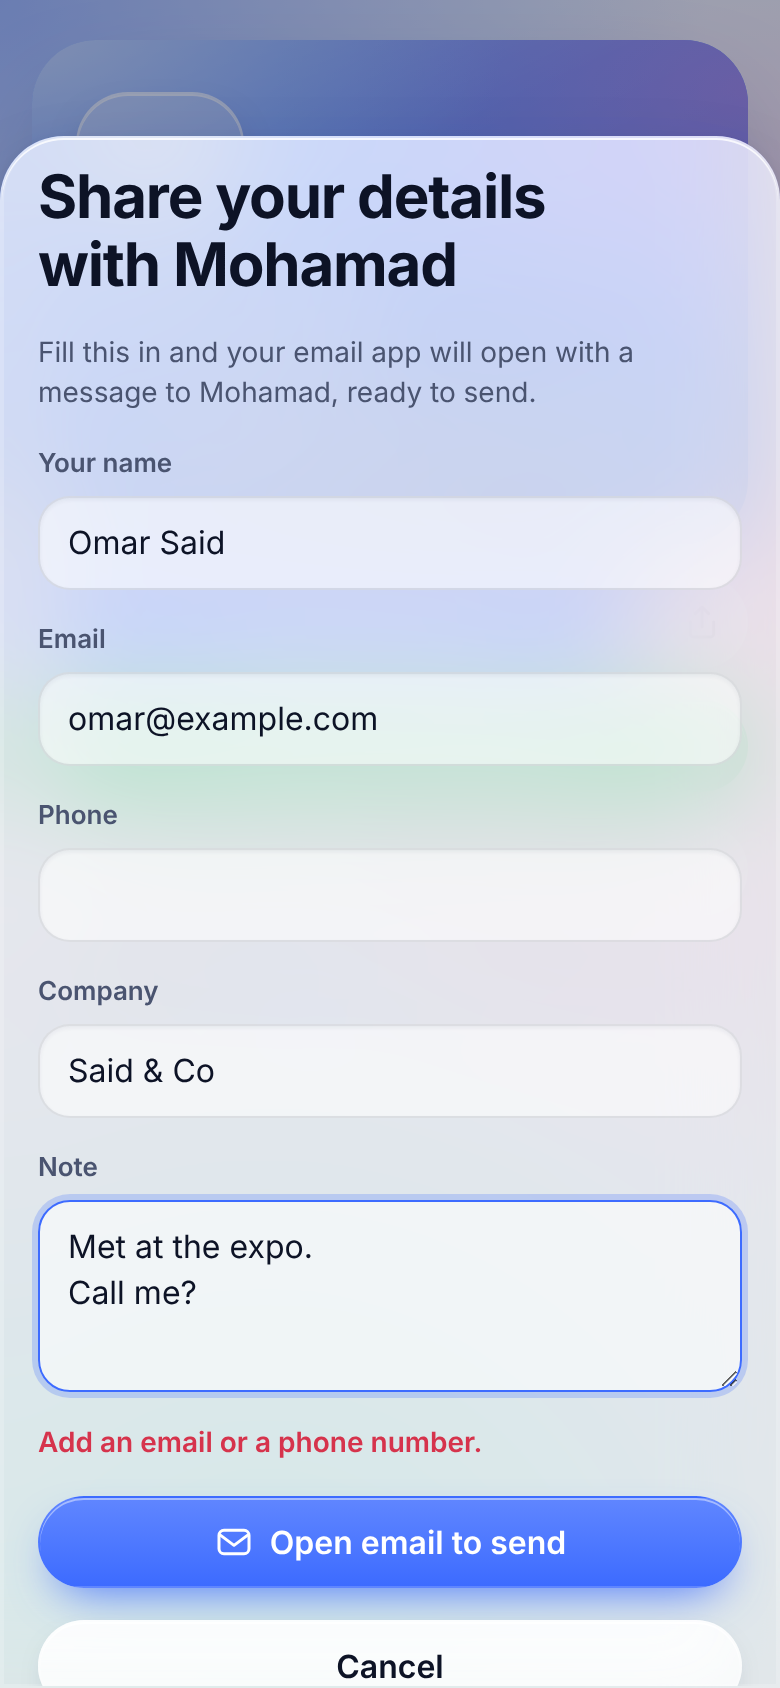 Share your details
with Mohamad
Fill this in and your email app will open with a
message to Mohamad, ready to send.
Your name
Omar Said
Email
omar@example.com
Phone
Company
Said & Co
Note
Met at the expo.
Call me?
Add an email or a phone number.
Open email to send
Cancel